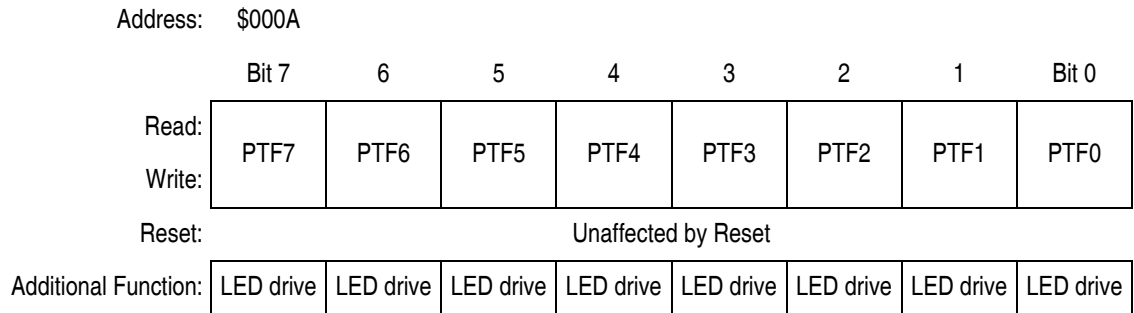 Address: $000A
Bit 7 6 5 4 3 2 1 Bit 0
Read:
PTF7 PTF6 PTF5 PTF4 PTF3 PTF2 PTF1 PTF0
Write:
Reset: Unaffected by Reset
Additional Function: LED drive LED drive LED drive LED drive LED drive LED drive LED drive LED drive